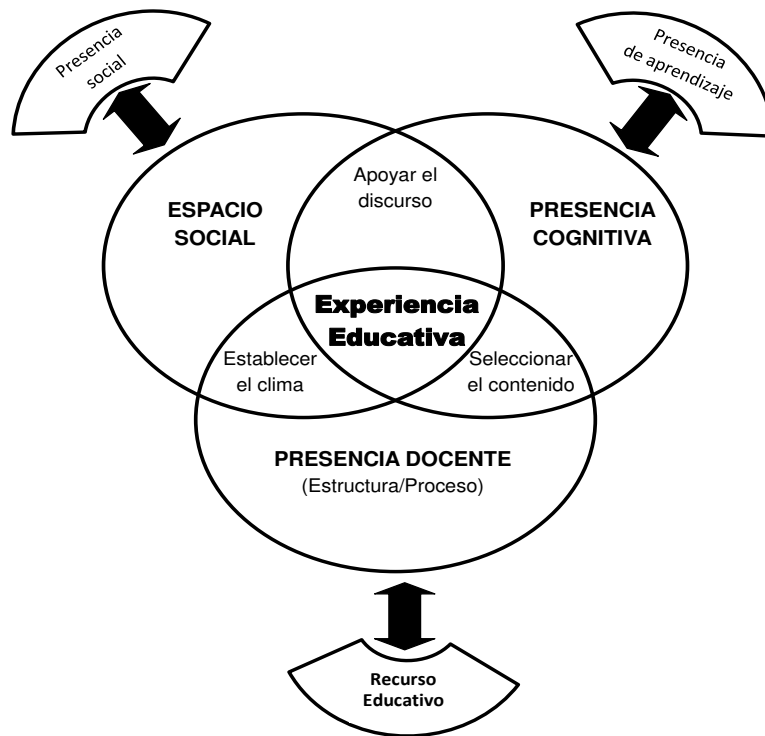 Presencia
social
Presencia
de aprendizaje
Apoyar el
discurso
ESPACIO
SOCIAL
PRESENCIA
COGNITIVA
Experiencia
Educativa
Establecer
el clima
Seleccionar
el contenido
PRESENCIA DOCENTE
(Estructura/Proceso)
Recurso
Educativo